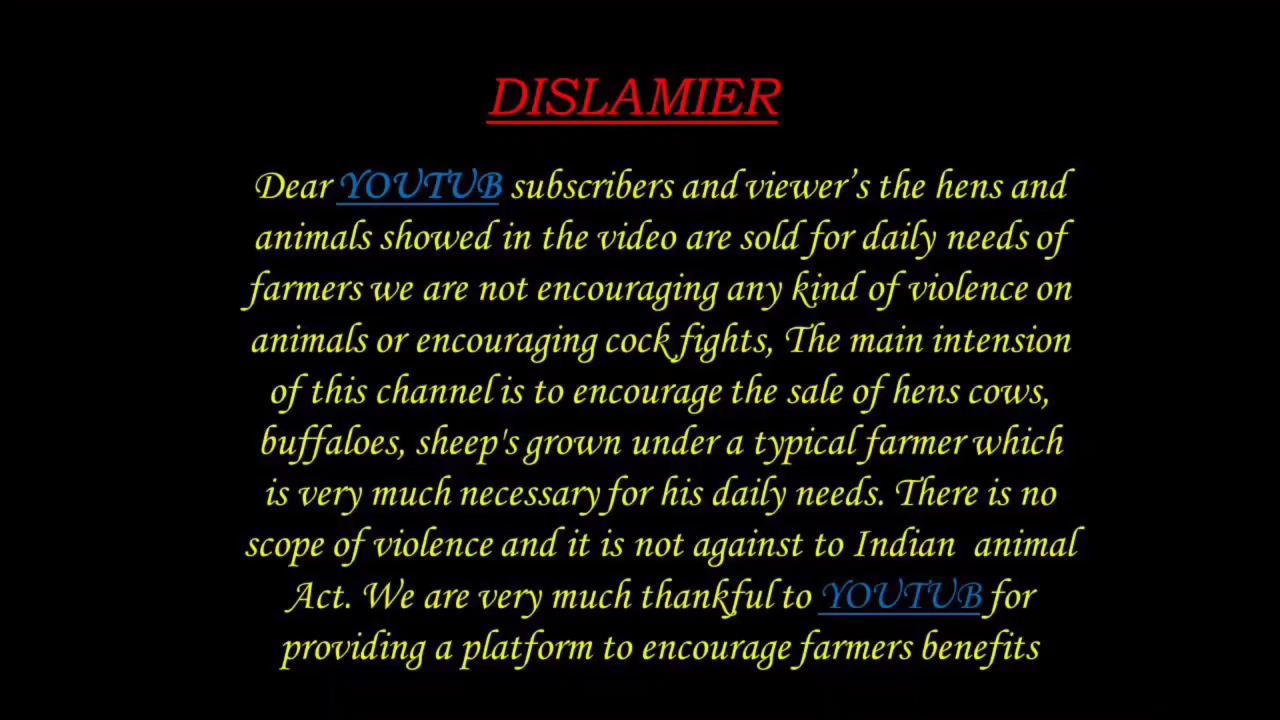 DISLAMIER
Dear YOUTUB subscribers and viewer's the hens and
animals showed in the video are sold for daily needs of
farmers we are not encouraging any kind of violence on
animals or encouraging cock fights, The main intension
of this channel is to encourage the sale of hens cows,
buffaloes, sheep's grown under a typical farmer which
is very much necessary for his daily needs. There is no
scope of violence and it is not against to Indian  animal
Act. We are very much thankful to YOUTUB for
providing a platform to encourage farmers benefits